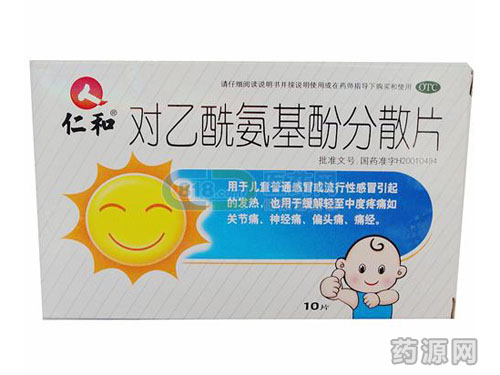 请仔细阅读说明书并按说明使用或在药师指导下购买和使用 OTC
仁和®
对乙酰氨基酚分散片
批准文号 国药准字H20010494
用于儿童普通感冒或流行性感冒引起
的发热，也用于缓解轻至中度疼痛如
关节痛、神经痛、偏头痛、痛经。
10片
药源网